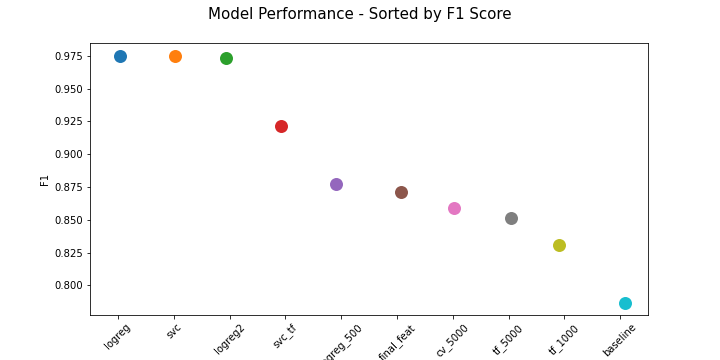 Model Performance - Sorted by F1 Score
0.975
0.950
0.925
0.900
0.875
0.850
0.825
0.800
F1
logreg
svc
logreg2
svc_tf
final_feat
cv_5000
tf_5000
tf_1000
baseline